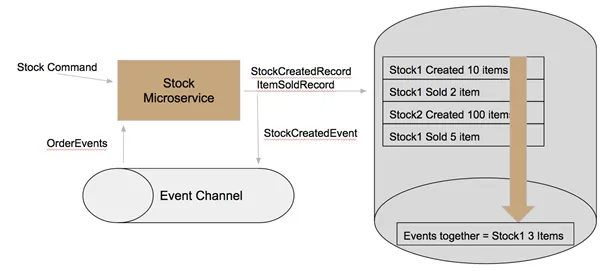 Stock Command
Stock
Microservice
StockCreatedRecord
ItemSoldRecord
StockCreatedEvent
OrderEvents
Event Channel
Stock1 Created 10 items
Stock1 Sold 2 item
Stock2 Created 100 items
Stock1 Sold 5 item
Events together = Stock1 3 Items